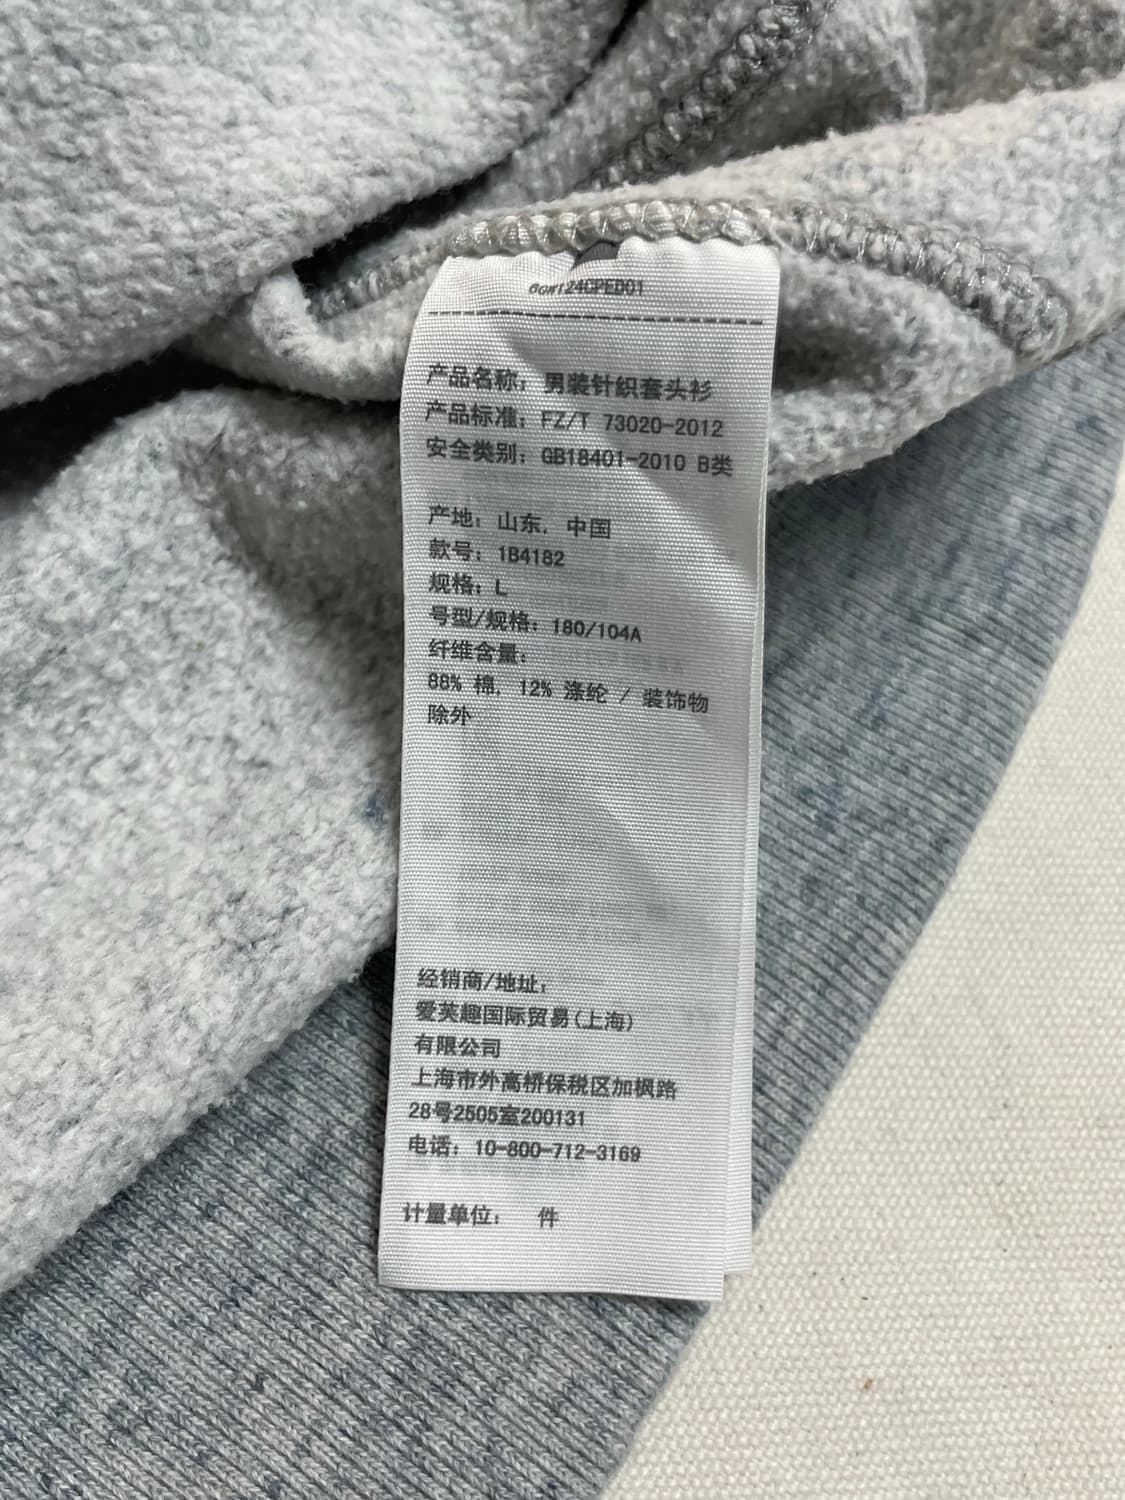 产品名称：男装针织套头衫
产品标准：FZ/T 73020-2012
安全类别：GB18401-2010 B类
产地：山东，中国
款号：1B4182
规格：L
号型/规格：180/104A
纤维含量：
88% 棉，12% 涤纶 / 装饰物
除外
经销商/地址：
爱芙趣国际贸易(上海)
有限公司
上海市外高桥保税区加枫路
28号2505室200131
电话：10-800-712-3169
计量单位： 件